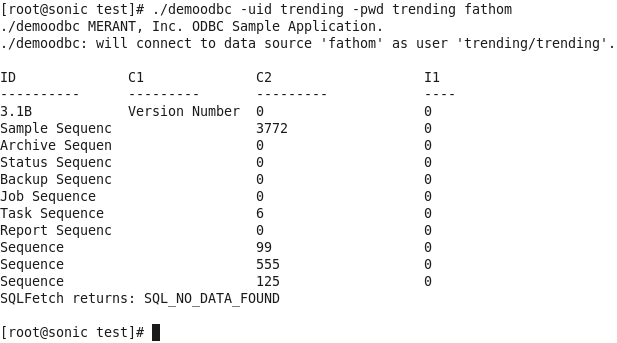 [root@sonic test]# ./demoodbc -uid trending -pwd trending fathom
./demoodbc MERANT, Inc. ODBC Sample Application.
./demoodbc: will connect to data source 'fathom' as user 'trending/trending'.

ID              C1              C2                   I1
----------      ---------       ---------            ----
3.1B            Version Number  0                    0
Sample Sequenc                  3772                 0
Archive Sequen                  0                    0
Status Sequenc                  0                    0
Backup Sequenc                  0                    0
Job Sequence                    0                    0
Task Sequence                   6                    0
Report Sequenc                  0                    0
Sequence                        99                   0
Sequence                        555                  0
Sequence                        125                  0
SQLFetch returns: SQL_NO_DATA_FOUND

[root@sonic test]#